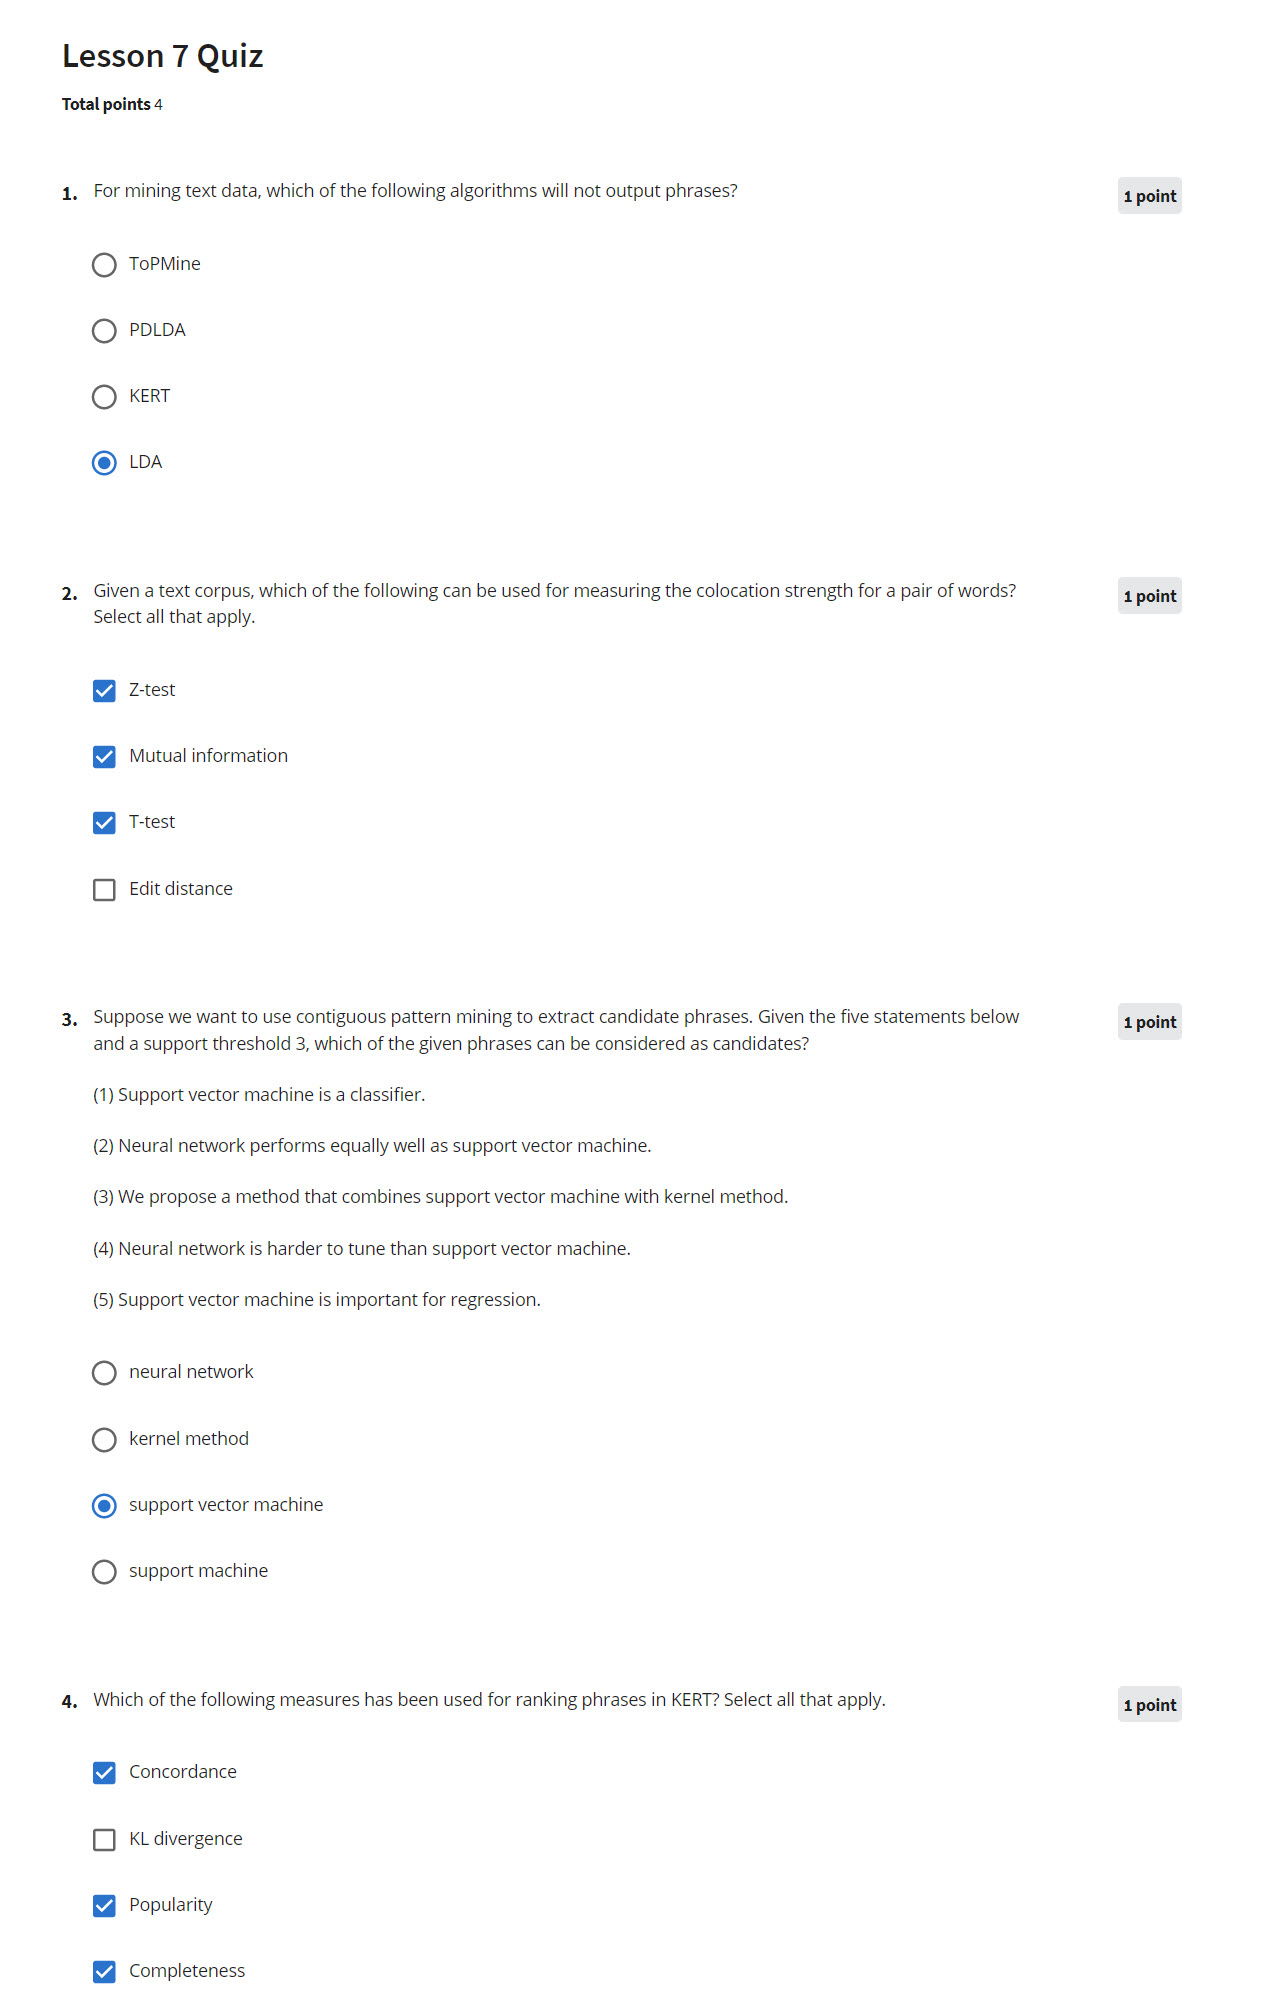 Lesson 7 Quiz
Total points 4
1. For mining text data, which of the following algorithms will not output phrases?
1 point
ToPMine
PDLDA
KERT
LDA
2. Given a text corpus, which of the following can be used for measuring the colocation strength for a pair of words?
1 point
Select all that apply.
Z-test
Mutual information
T-test
Edit distance
3. Suppose we want to use contiguous pattern mining to extract candidate phrases. Given the five statements below
1 point
and a support threshold 3, which of the given phrases can be considered as candidates?
(1) Support vector machine is a classifier.
(2) Neural network performs equally well as support vector machine.
(3) We propose a method that combines support vector machine with kernel method.
(4) Neural network is harder to tune than support vector machine.
(5) Support vector machine is important for regression.
neural network
kernel method
support vector machine
support machine
4. Which of the following measures has been used for ranking phrases in KERT? Select all that apply.
1 point
Concordance
KL divergence
Popularity
Completeness